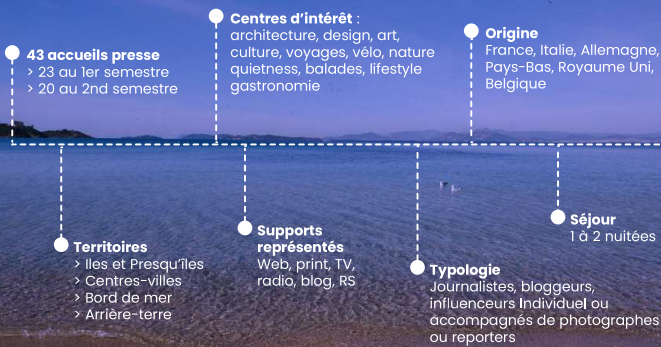 43 accueils presse
> 23 au 1er semestre
> 20 au 2nd semestre
Centres d'intérêt :
architecture, design, art,
culture, voyages, vélo, nature
quietness, balades, lifestyle
gastronomie
Origine
France, Italie, Allemagne,
Pays-Bas, Royaume Uni,
Belgique
Territoires
> Iles et Presqu'îles
> Centres-villes
> Bord de mer
> Arrière-terre
Supports
représentés
Web, print, TV,
radio, blog, RS
Typologie
Journalistes, bloggeurs,
influenceurs Individuel ou
accompagnés de photographes
ou reporters
Séjour
1 à 2 nuitées